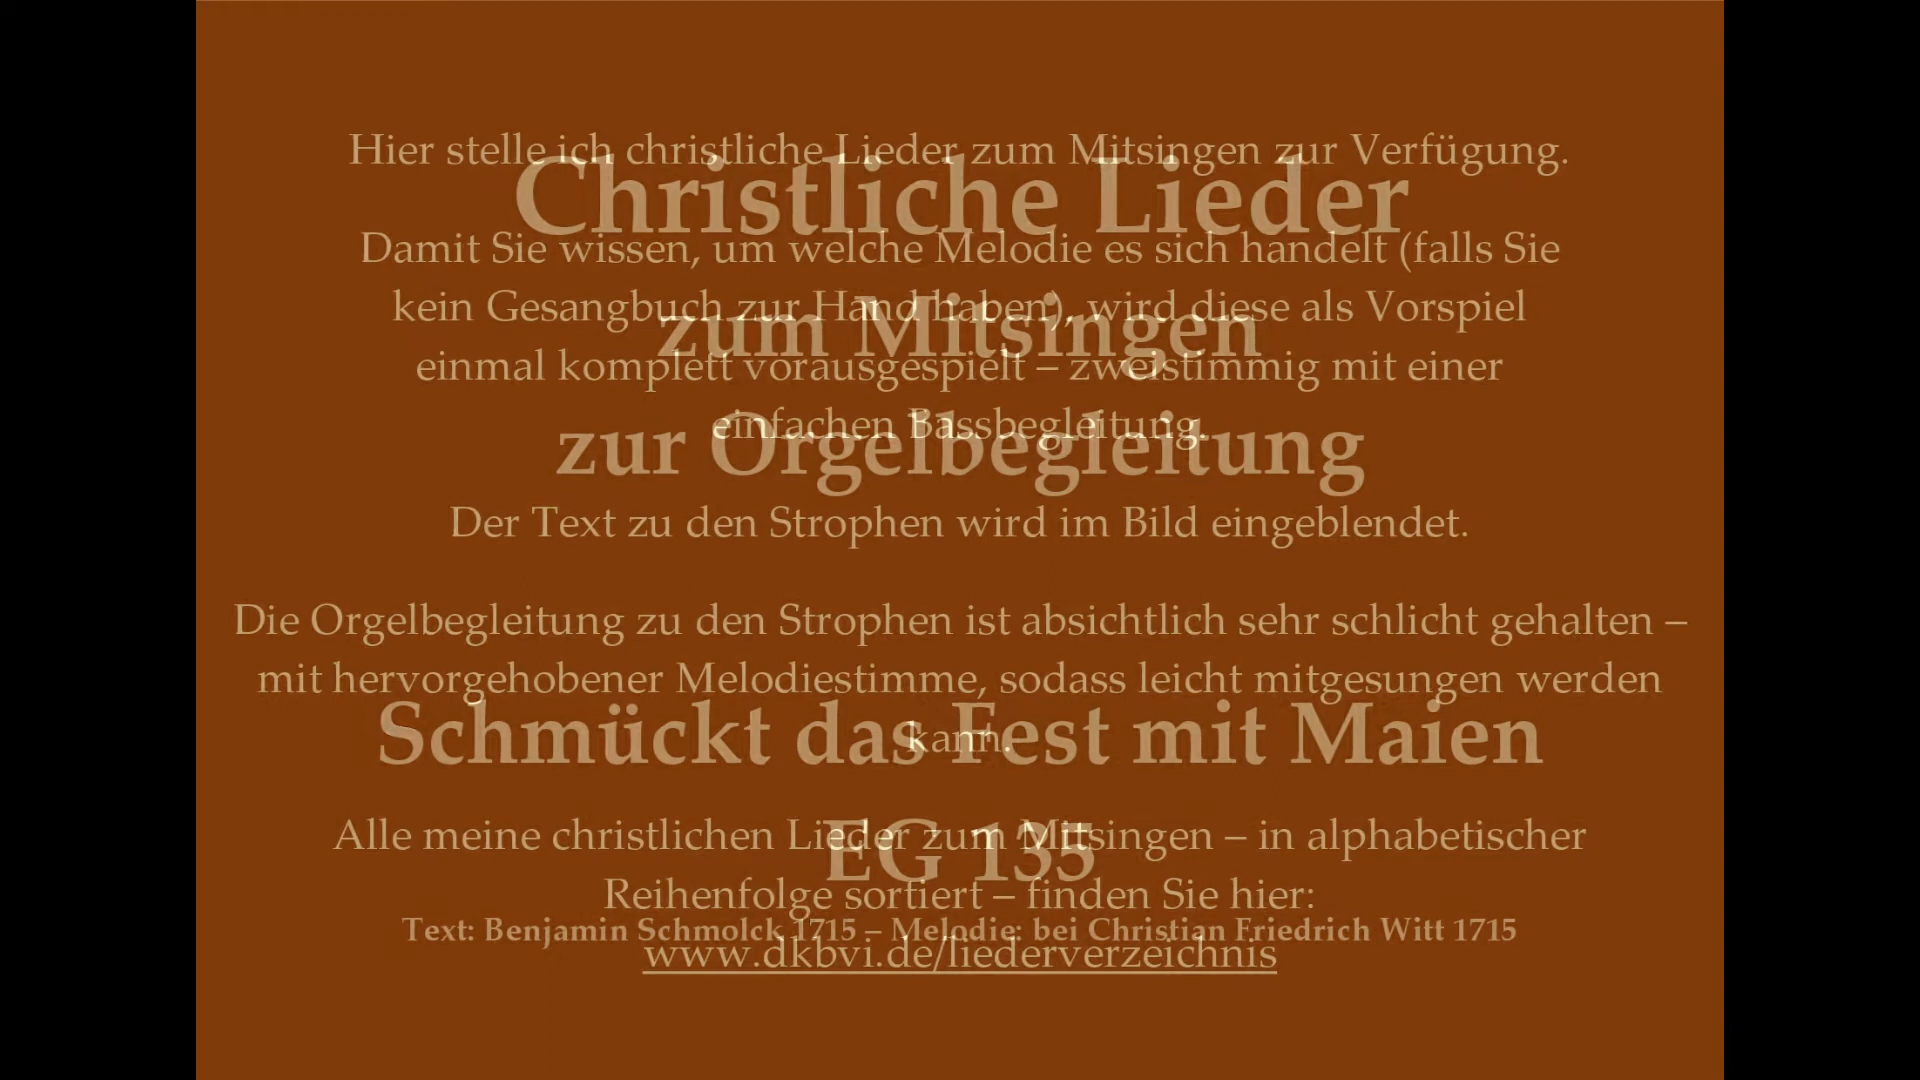 Hier stelle ich christliche Lieder zum Mitsingen zur Verfügung.
Christliche Lieder
Damit Sie wissen, um welche Melodie es sich handelt (falls Sie
kein Gesangbuch zur Hand haben), wird diese als Vorspiel
zum Mitsingen
einmal komplett vorausgespielt – zweistimmig mit einer
einfachen Bassbegleitung.
zur Orgelbegleitung
Der Text zu den Strophen wird im Bild eingeblendet.
Die Orgelbegleitung zu den Strophen ist absichtlich sehr schlicht gehalten –
mit hervorgehobener Melodiestimme, sodass leicht mitgesungen werden
Schmückt das Fest mit Maien
kann.
Alle meine christlichen Lieder zum Mitsingen – in alphabetischer
EG 135
Reihenfolge sortiert – finden Sie hier:
Text: Benjamin Schmolck 1715 – Melodie: bei Christian Friedrich Witt 1715
www.dkbvi.de/liederverzeichnis